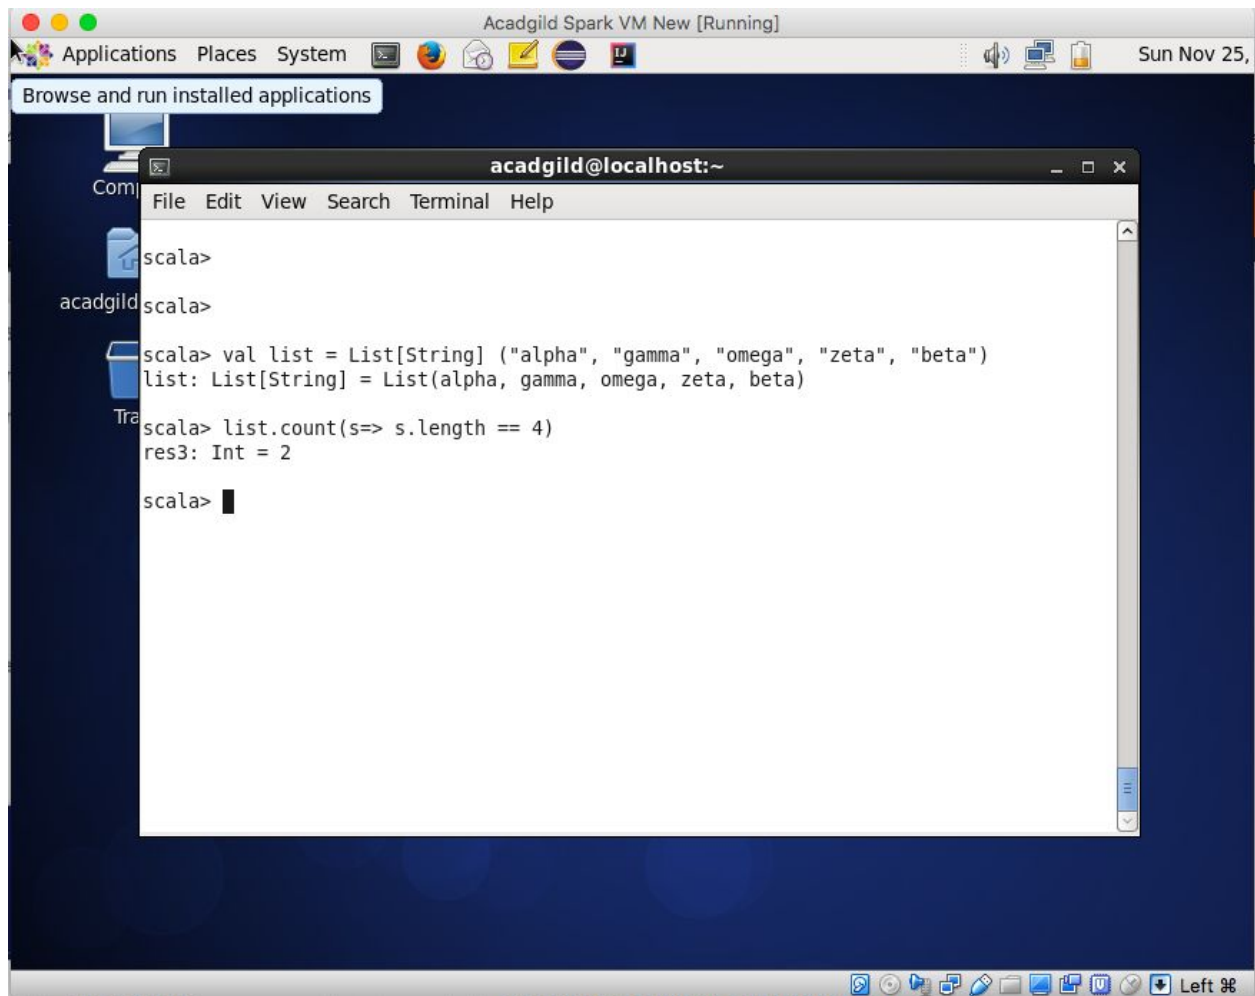 Acadgild Spark VM New [Running]
Applications Places System Sun Nov 25,
Browse and run installed applications
acadgild@localhost:~
Comp
File Edit View Search Terminal Help
scala>
acadgild
scala>
scala> val list = List[String] ("alpha", "gamma", "omega", "zeta", "beta")
list: List[String] = List(alpha, gamma, omega, zeta, beta)
Tra
scala> list.count(s=> s.length == 4)
res3: Int = 2
scala>
Left ⌘